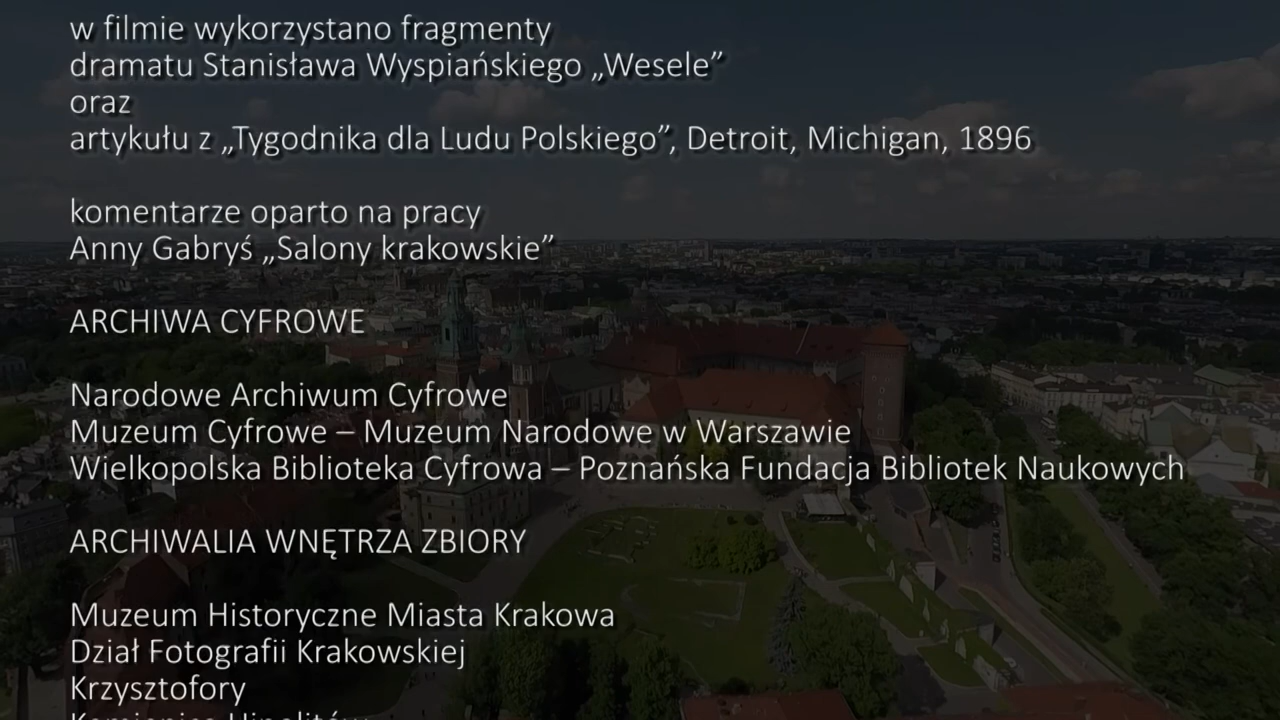 w filmie wykorzystano fragmenty
dramatu Stanisława Wyspiańskiego „Wesele”
oraz
artykułu z „Tygodnika dla Ludu Polskiego”, Detroit, Michigan, 1896
komentarze oparto na pracy
Anny Gabryś „Salony krakowskie”
ARCHIWA CYFROWE
Narodowe Archiwum Cyfrowe
Muzeum Cyfrowe – Muzeum Narodowe w Warszawie
Wielkopolska Biblioteka Cyfrowa – Poznańska Fundacja Bibliotek Naukowych
ARCHIWALIA WNĘTRZA ZBIORY
Muzeum Historyczne Miasta Krakowa
Dział Fotografii Krakowskiej
Krzysztofory